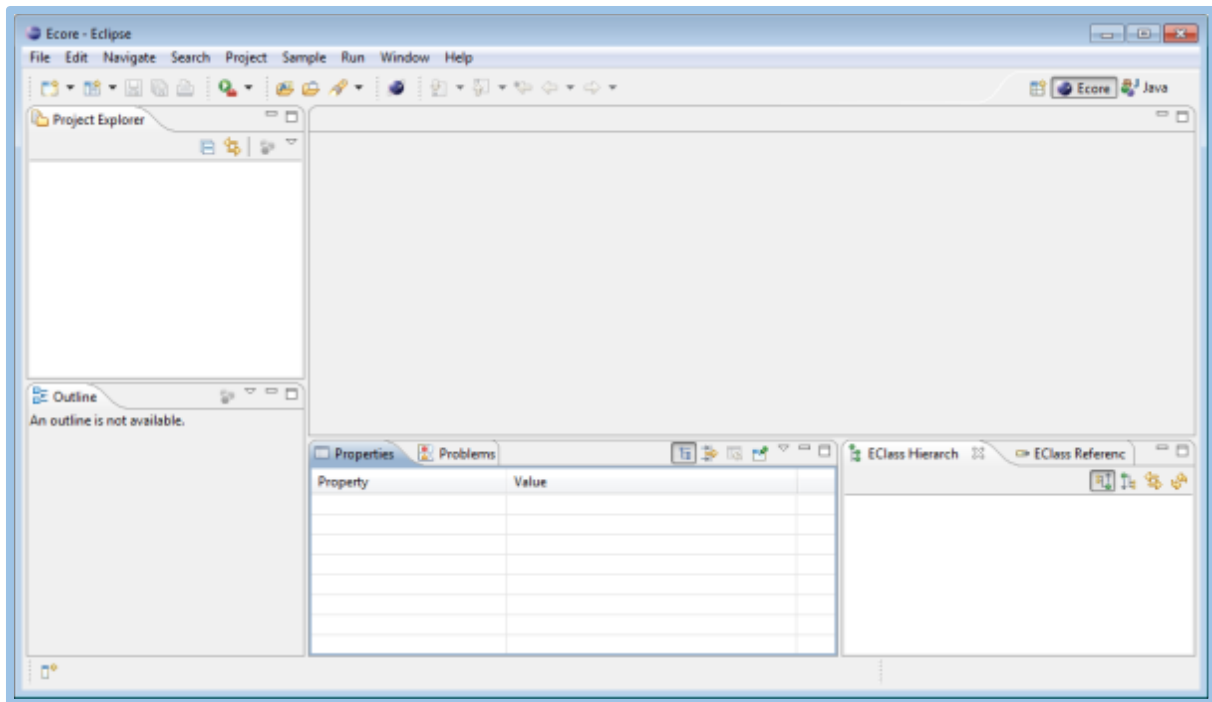 Ecore - Eclipse
File Edit Navigate Search Project Sample Run Window Help
Ecore Java
Project Explorer
Outline
An outline is not available.
Properties Problems
EClass Hierarch EClass Referenc
Property Value